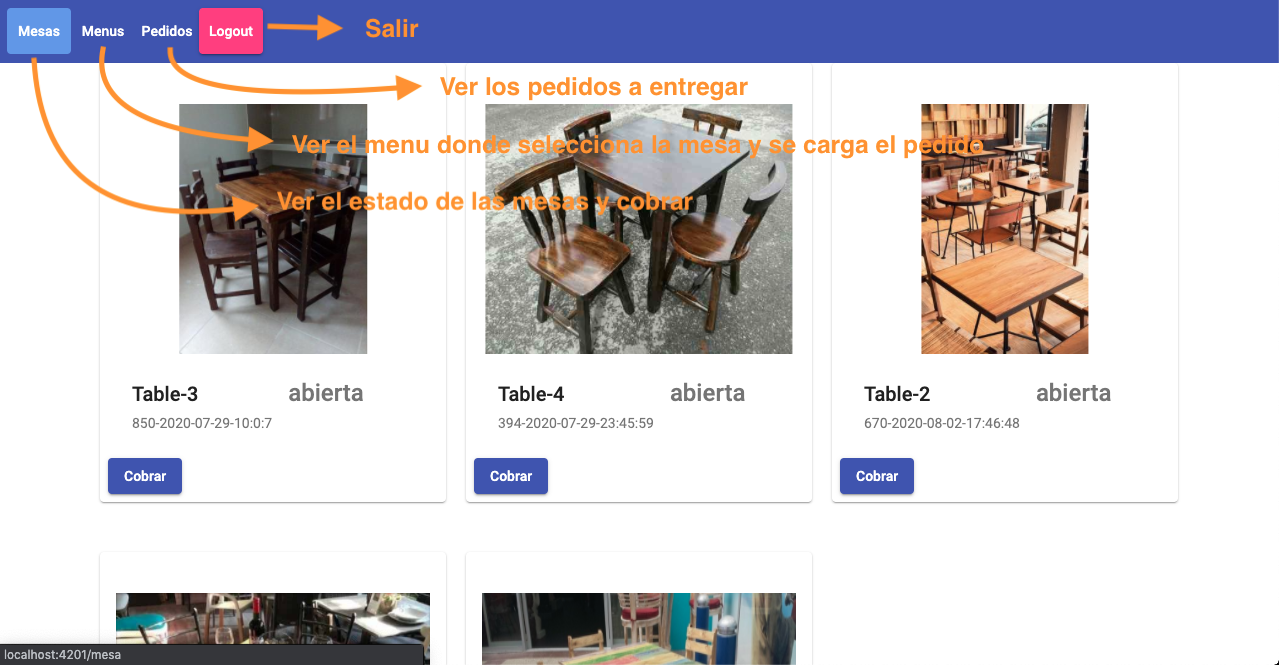 Mesas Menus Pedidos Logout Salir
Ver los pedidos a entregar
Ver el menu donde selecciona la mesa y se carga el pedido
Ver el estado de las mesas y cobrar
Table-3 abierta
850-2020-07-29-10:0:7
Cobrar
Table-4 abierta
394-2020-07-29-23:45:59
Cobrar
Table-2 abierta
670-2020-08-02-17:46:48
Cobrar
localhost:4201/mesa